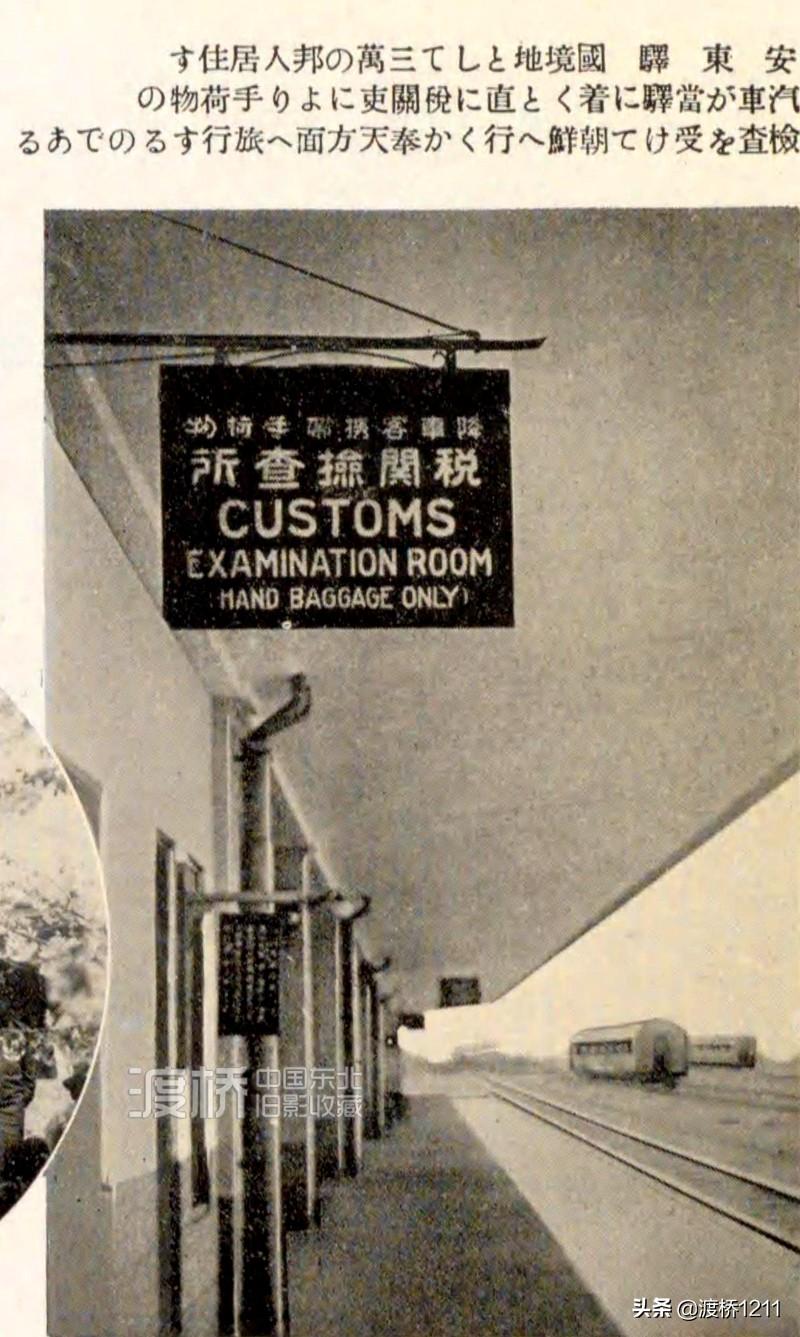 安東驛 國境地として三萬の邦人居住す
汽車が當驛に着くと直に稅關吏により手荷物の
檢査を受けて朝鮮へ行くか奉天方面へ旅行するのである
降車客携帶手荷物
税關撿查所
CUSTOMS
EXAMINATION ROOM
(HAND BAGGAGE ONLY)
渡桥
中国东北
旧影收藏
头条 @渡桥1211